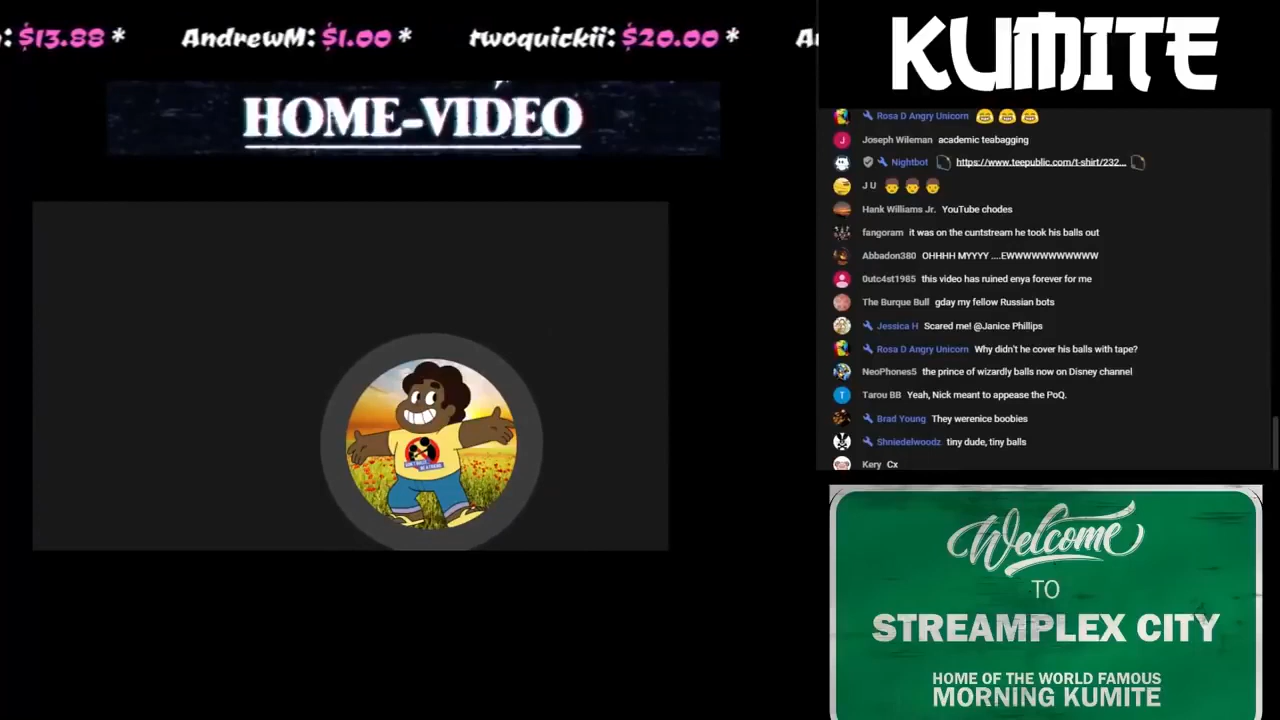 : $13.88 * AndrewM: $1.00 * twoquickii: $20.00 *
HOME-VIDEO
KUMITE
Rosa D Angry Unicorn 😂 😂 😂
Joseph Wileman academic teabagging
Nightbot https://www.teepublic.com/t-shirt/232...
J U
Hank Williams Jr. YouTube chodes
fangoram it was on the cuntstream he took his balls out
Abbadon380 OHHHH MYYYY ....EWWWWWWWWWWW
0utc4st1985 this video has ruined enya forever for me
The Burque Bull gday my fellow Russian bots
Jessica H Scared me! @Janice Phillips
Rosa D Angry Unicorn Why didn't he cover his balls with tape?
NeoPhones5 the prince of wizardly balls now on Disney channel
Tarou BB Yeah, Nick meant to appease the PoQ.
Brad Young They werenice boobies
Shniedelwoodz tiny dude, tiny balls
Kery Cx
Welcome
TO
STREAMPLEX CITY
HOME OF THE WORLD FAMOUS
MORNING KUMITE